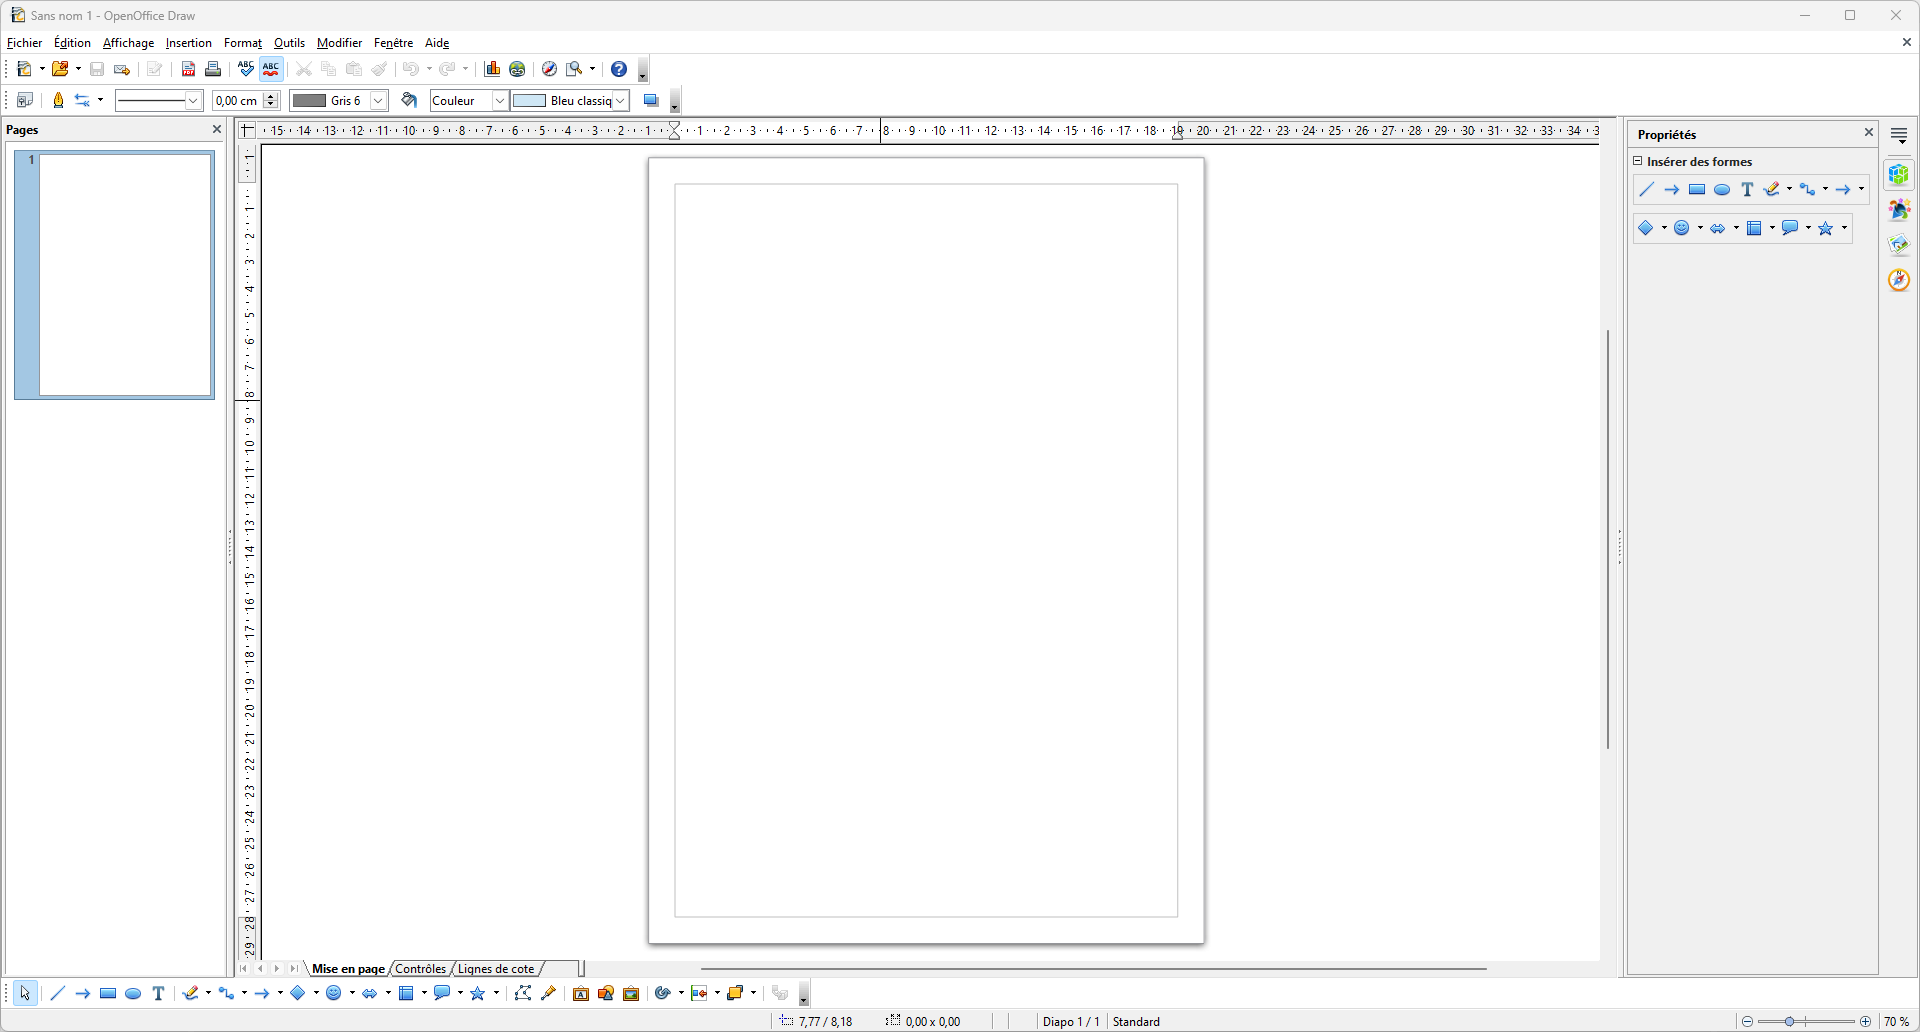 Sans nom 1 - OpenOffice Draw
Fichier Édition Affichage Insertion Format Outils Modifier Fenêtre Aide
0,00 cm Gris 6 Couleur Bleu classiq
Pages
1
15 14 13 12 11 10 9 8 7 6 5 4 3 2 1 1 2 3 4 5 6 7 8 9 10 11 12 13 14 15 16 17 18 19 20 21 22 23 24 25 26 27 28 29 30 31 32 33 34 3
1 1 2 3 4 5 6 7 8 9 10 11 12 13 14 15 16 17 18 19 20 21 22 23 24 25 26 27 28 29
Propriétés
Insérer des formes
Mise en page Contrôles Lignes de cote
7,77 / 8,18 0,00 x 0,00 Diapo 1 / 1 Standard 70 %